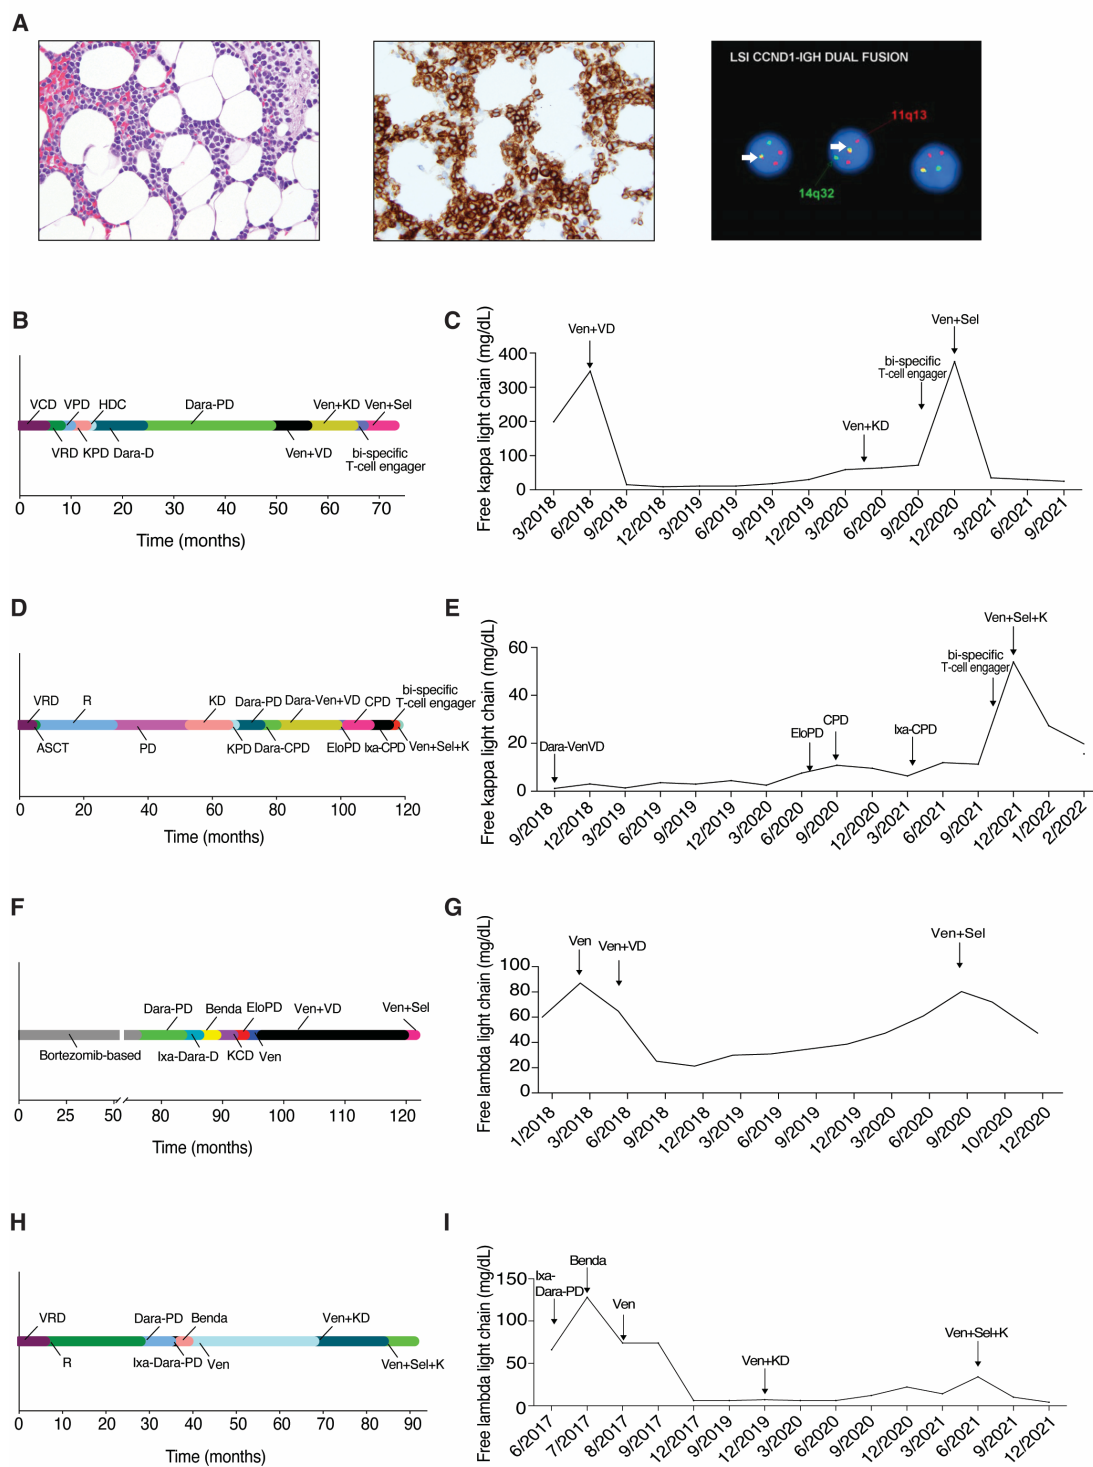 A
LSI CCND1-IGH DUAL FUSION
11q13
14q32
B
VCD VPD HDC Dara-PD Ven+KD Ven+Sel
VRD KPD Dara-D Ven+VD bi-specific
T-cell engager
0 10 20 30 40 50 60 70
Time (months)
C
Free kappa light chain (mg/dL)
Ven+VD
Ven+Sel
bi-specific
T-cell engager
Ven+KD
400
300
200
100
0
3/2018 6/2018 9/2018 12/2018 3/2019 6/2019 9/2019 12/2019 3/2020 6/2020 9/2020 12/2020 3/2021 6/2021 9/2021
D
bi-specific
VRD R KD Dara-PD Dara-Ven+VD CPD T-cell engager
ASCT PD KPD Dara-CPD EloPD Ixa-CPD Ven+Sel+K
0 20 40 60 80 100 120
Time (months)
E
Free kappa light chain (mg/dL)
Ven+Sel+K
bi-specific
T-cell engager
Dara-VenVD EloPD CPD Ixa-CPD
60
40
20
0
9/2018 12/2018 3/2019 6/2019 9/2019 12/2019 3/2020 6/2020 9/2020 12/2020 3/2021 6/2021 9/2021 12/2021 1/2022 2/2022
F
Dara-PD Benda EloPD Ven+VD Ven+Sel
Bortezomib-based Ixa-Dara-D KCD Ven
0 25 50 80 90 100 110 120
Time (months)
G
Free lambda light chain (mg/dL)
Ven Ven+VD Ven+Sel
100
80
60
40
20
0
1/2018 3/2018 6/2018 9/2018 12/2018 3/2019 6/2019 9/2019 12/2019 3/2020 6/2020 9/2020 10/2020 12/2020
H
VRD Dara-PD Benda Ven+KD
R Ixa-Dara-PD Ven Ven+Sel+K
0 10 20 30 40 50 60 70 80 90
Time (months)
I
Free lambda light chain (mg/dL)
Benda
Ixa-
Dara-PD
Ven
Ven+KD
Ven+Sel+K
150
100
50
0
6/2017 7/2017 8/2017 9/2017 12/2017 9/2019 12/2019 3/2020 6/2020 9/2020 12/2020 3/2021 6/2021 9/2021 12/2021